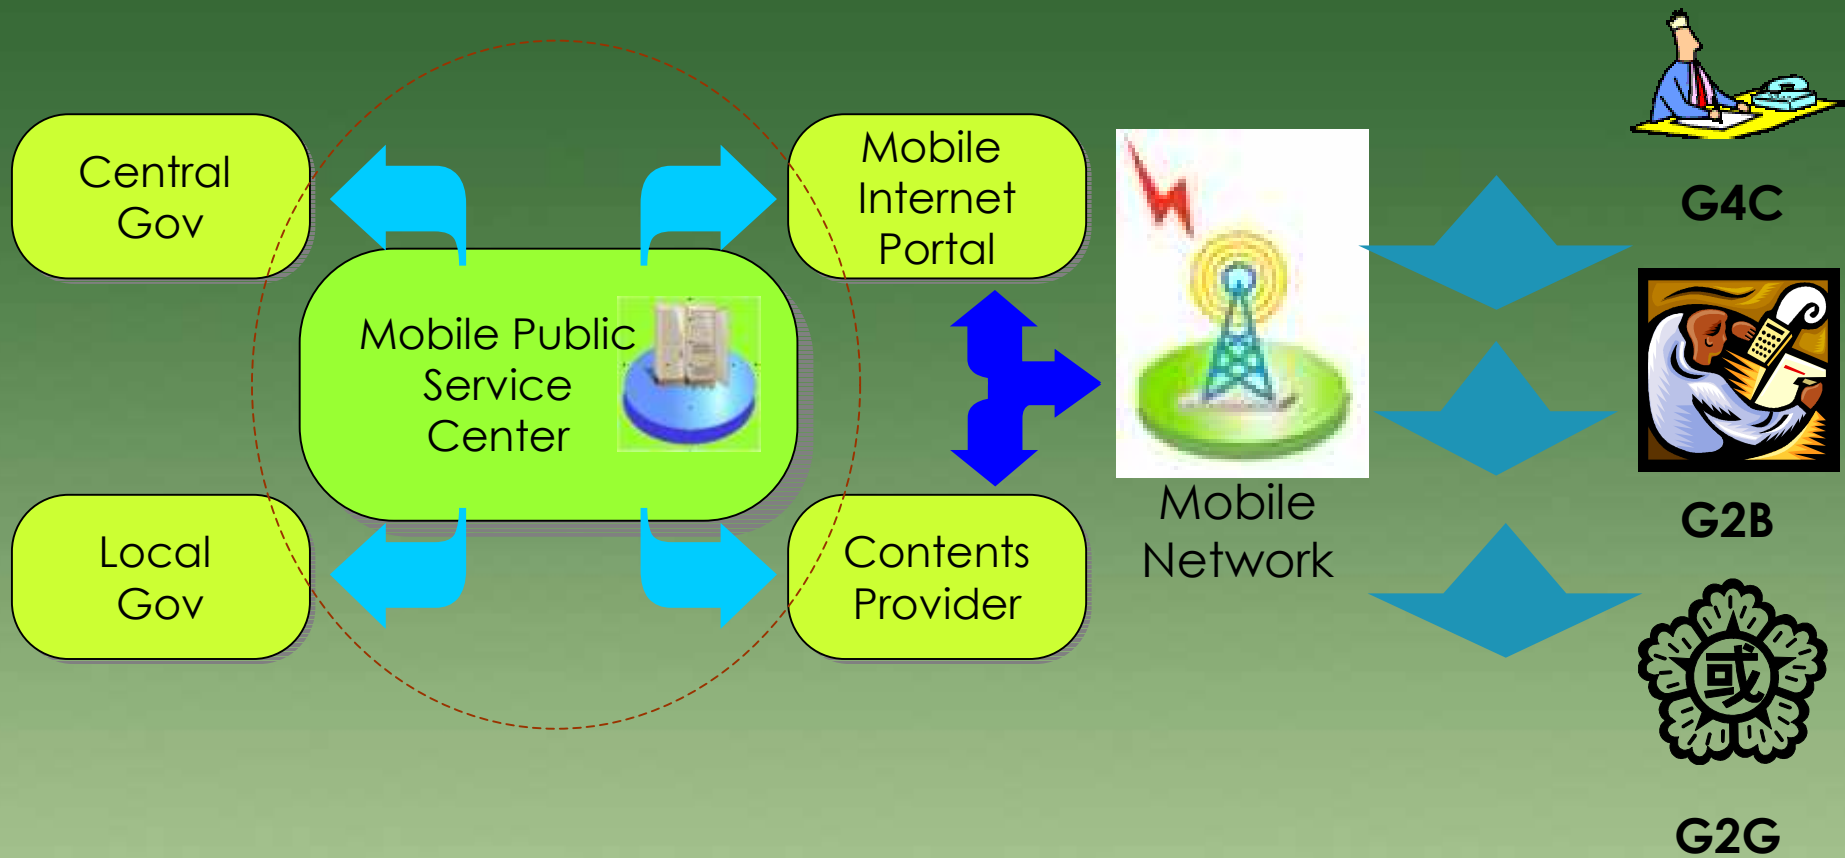 Central
Gov
Mobile
Internet
Portal
Mobile Public
Service
Center
Local
Gov
Contents
Provider
Mobile
Network
G4C
G2B
或
G2G